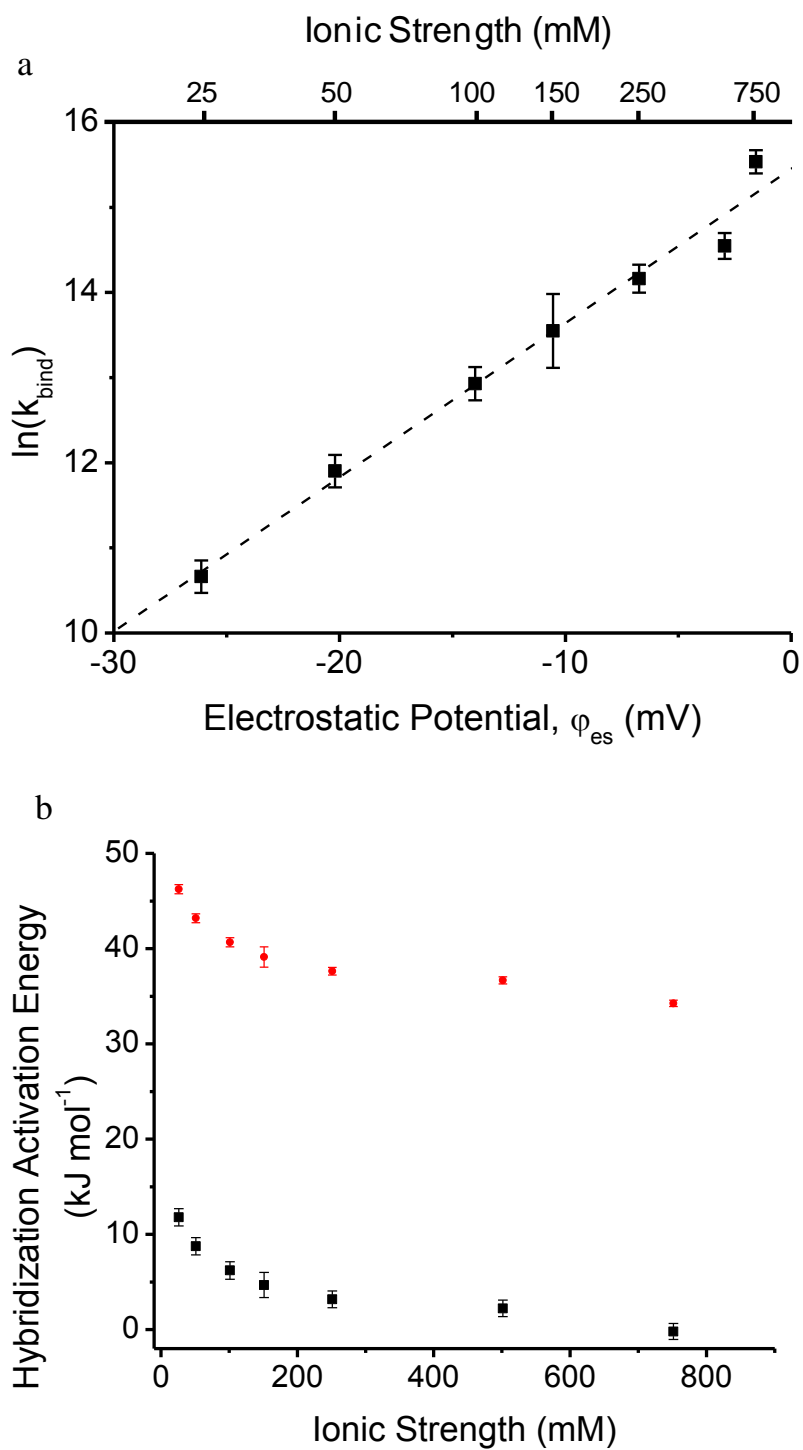 Ionic Strength (mM)
a
25 50 100 150 250 750
16
14
12
10
ln(k_bind)
-30 -20 -10 0
Electrostatic Potential, φ_es (mV)
b
50
40
30
20
10
0
Hybridization Activation Energy
(kJ mol⁻¹)
0 200 400 600 800
Ionic Strength (mM)